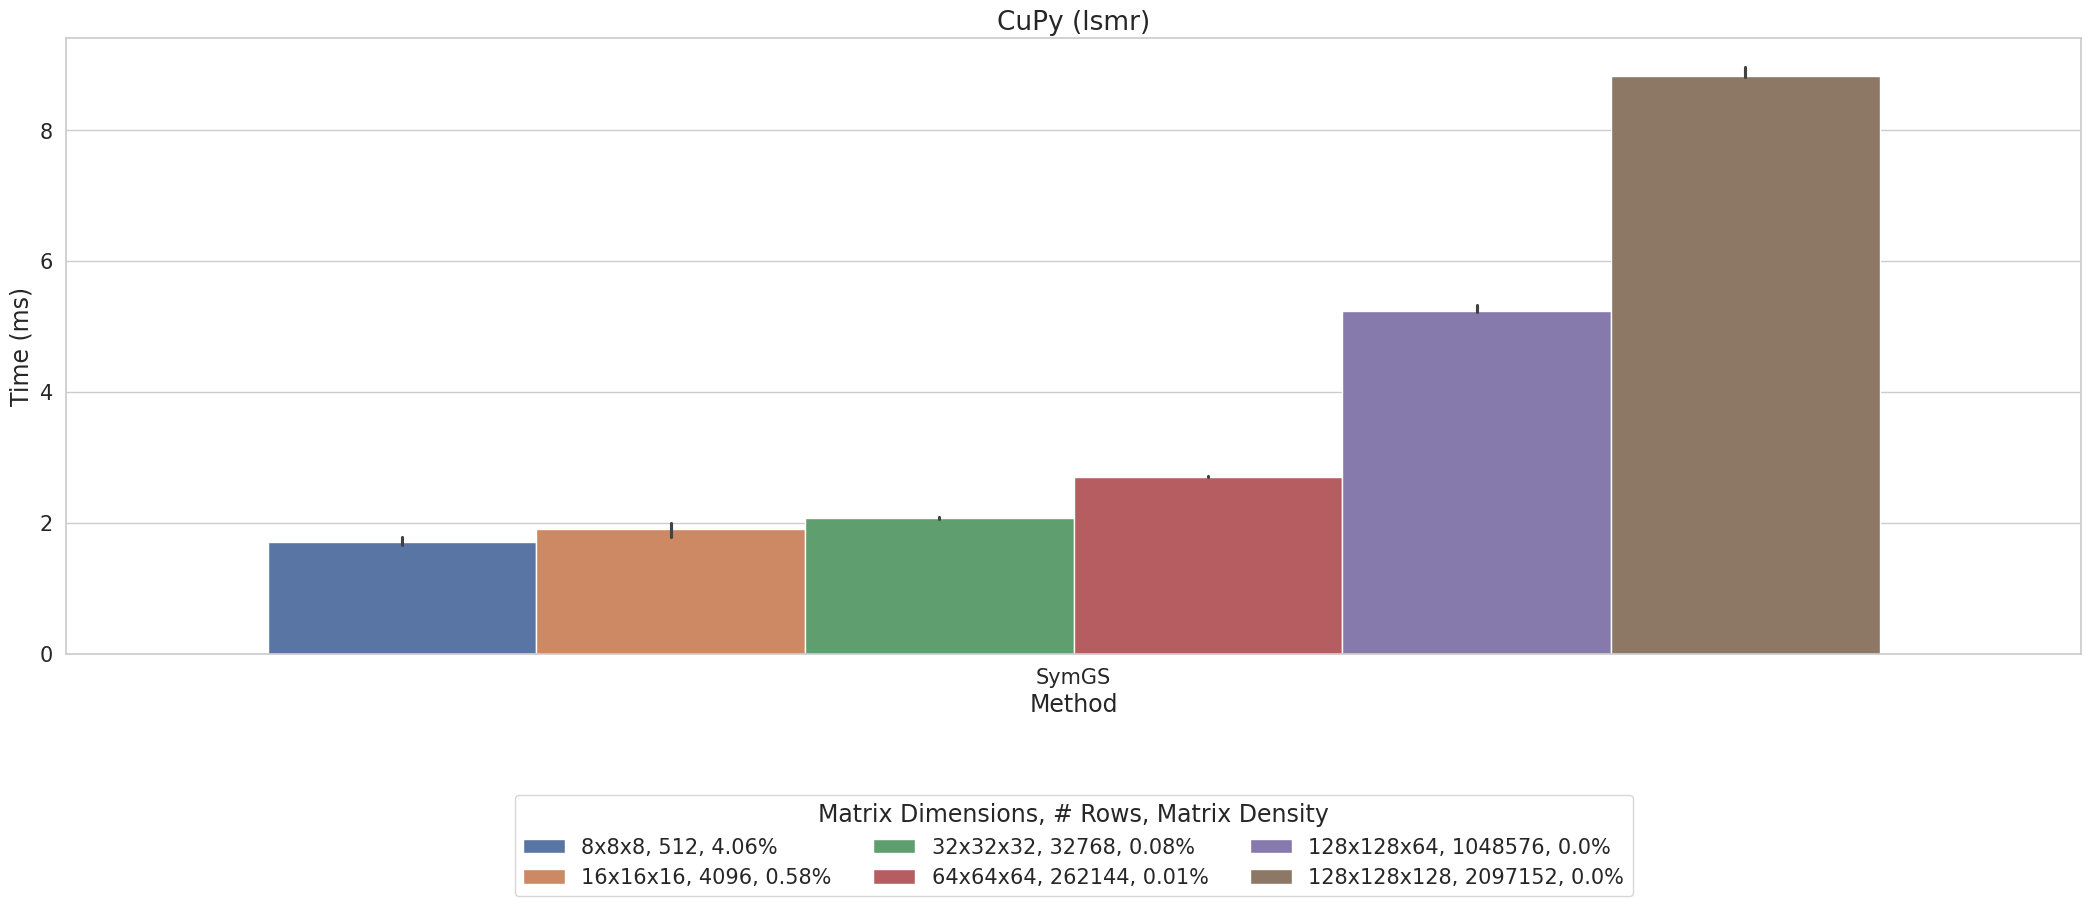 CuPy (lsmr)
Time (ms)
8
6
4
2
0
SymGS
Method
Matrix Dimensions, # Rows, Matrix Density
8x8x8, 512, 4.06%
16x16x16, 4096, 0.58%
32x32x32, 32768, 0.08%
64x64x64, 262144, 0.01%
128x128x64, 1048576, 0.0%
128x128x128, 2097152, 0.0%